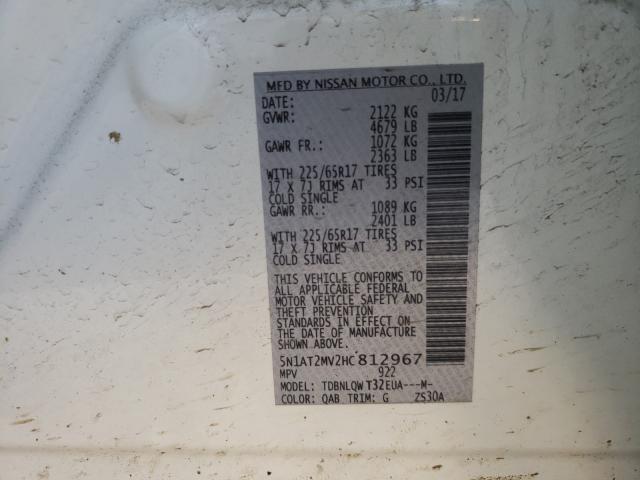 MFD BY NISSAN MOTOR CO., LTD.
DATE: 03/17
GVWR: 2122 KG
4679 LB
GAWR FR.: 1072 KG
2363 LB
WITH 225/65R17 TIRES
17 X 7J RIMS AT 33 PSI
COLD SINGLE
GAWR RR.: 1089 KG
2401 LB
WITH 225/65R17 TIRES
17 X 7J RIMS AT 33 PSI
COLD SINGLE
THIS VEHICLE CONFORMS TO
ALL APPLICABLE FEDERAL
MOTOR VEHICLE SAFETY AND
THEFT PREVENTION
STANDARDS IN EFFECT ON
THE DATE OF MANUFACTURE
SHOWN ABOVE.
5N1AT2MV2HC812967
MPV 922
MODEL: TDBNLQWT32EUA---M-
COLOR: QAB TRIM: G ZS30A